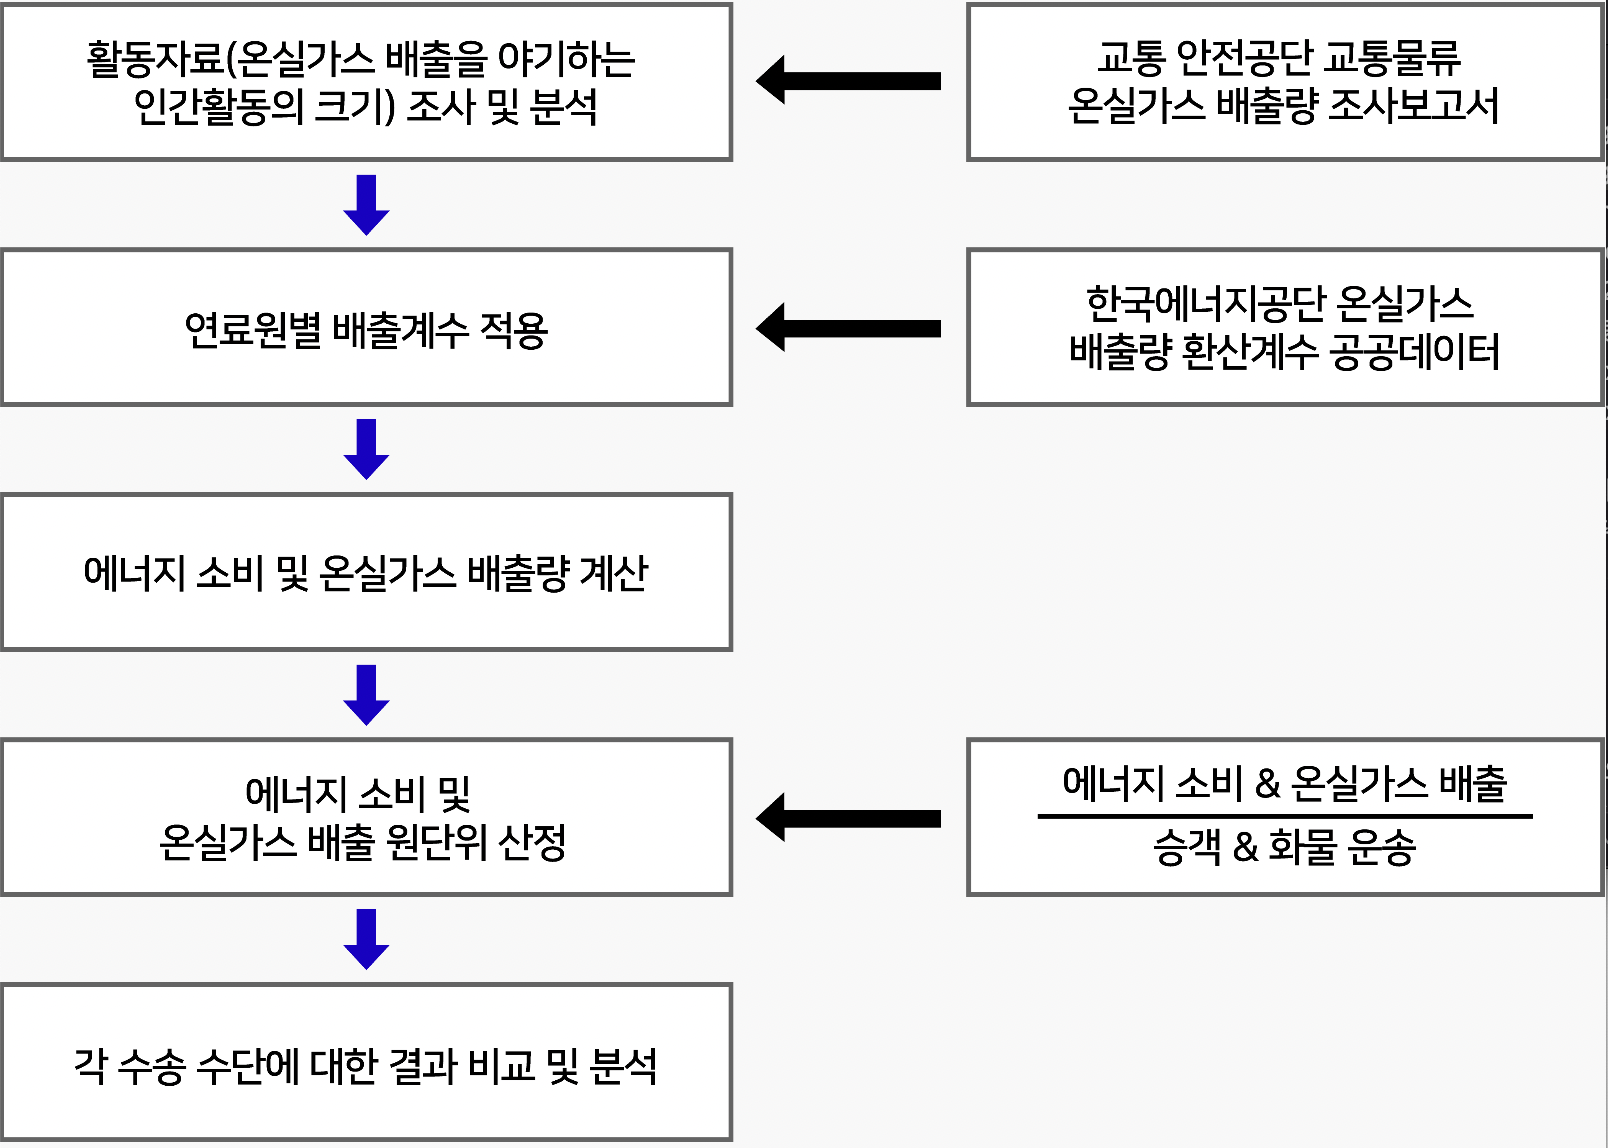 활동자료(온실가스 배출을 야기하는
인간활동의 크기) 조사 및 분석
교통 안전공단 교통물류
온실가스 배출량 조사보고서
연료원별 배출계수 적용
한국에너지공단 온실가스
배출량 환산계수 공공데이터
에너지 소비 및 온실가스 배출량 계산
에너지 소비 및
온실가스 배출 원단위 산정
에너지 소비 & 온실가스 배출
승객 & 화물 운송
각 수송 수단에 대한 결과 비교 및 분석